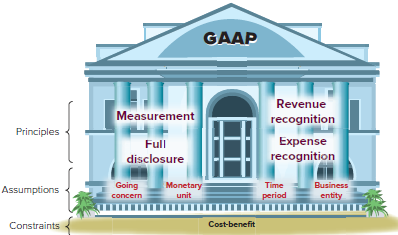 GAAP
Measurement
Full
disclosure
Revenue
recognition
Expense
recognition
Principles
Assumptions
Going
concern
Monetary
unit
Time
period
Business
entity
Constraints
Cost-benefit